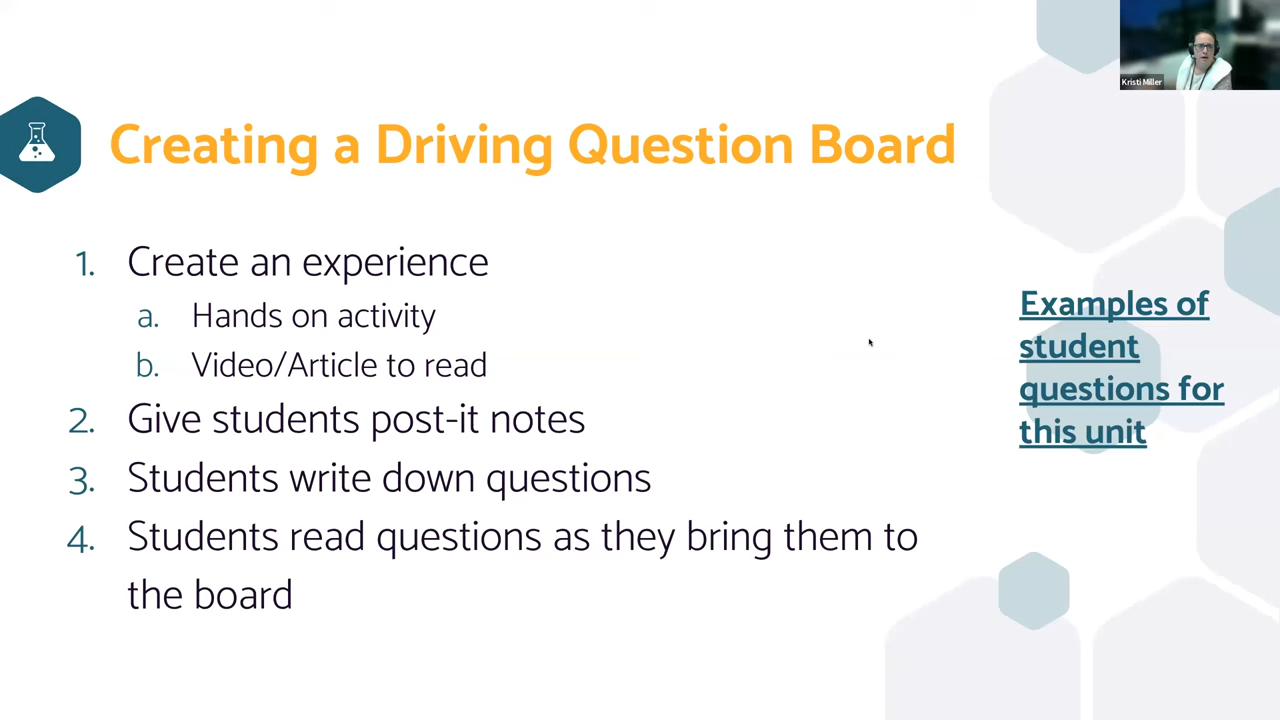 Kristi Miller
Creating a Driving Question Board
1. Create an experience
a. Hands on activity
b. Video/Article to read
2. Give students post-it notes
3. Students write down questions
4. Students read questions as they bring them to
the board
Examples of
student
questions for
this unit